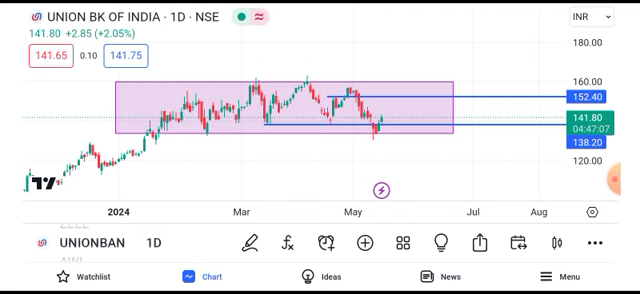 UNION BK OF INDIA · 1D · NSE
INR
141.80 +2.85 (+2.05%)
141.65 0.10 141.75
180.00
160.00
152.40
141.80
04:47:07
138.20
120.00
2024 Mar May Jul Aug
UNIONBAN 1D
Watchlist Chart Ideas News Menu